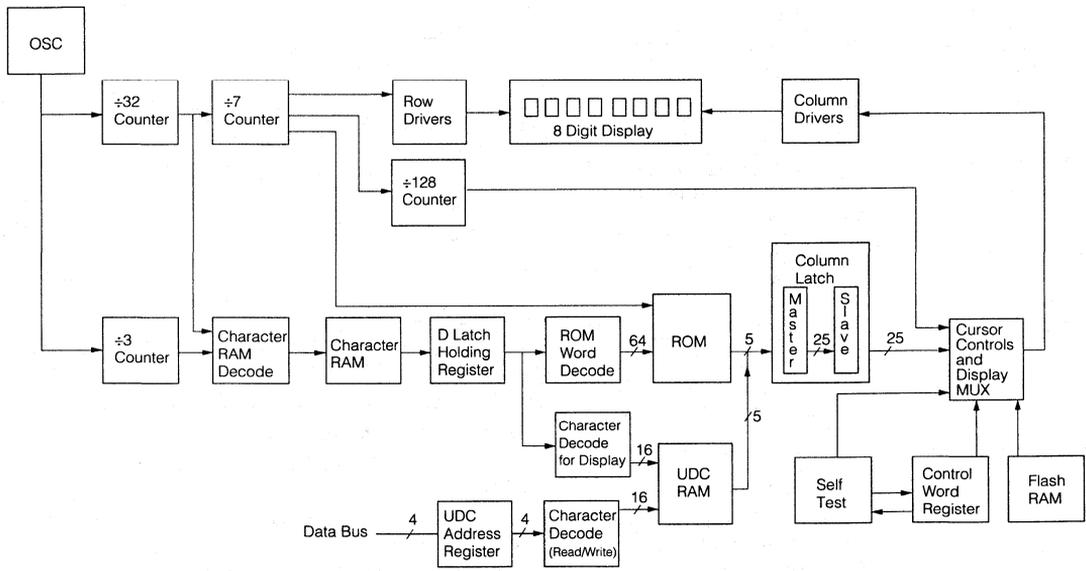 OSC
÷32
Counter
÷7
Counter
Row
Drivers
8 Digit Display
Column
Drivers
÷128
Counter
Column
Latch
Master
25
Slave
25
÷3
Counter
Character
RAM
Decode
Character
RAM
D Latch
Holding
Register
ROM
Word
Decode
64
ROM
5
Cursor
Controls
and
Display
MUX
5
Character
Decode
for Display
16
UDC
RAM
Self
Test
Control
Word
Register
Flash
RAM
Data Bus
4
UDC
Address
Register
4
Character
Decode
(Read/Write)
16